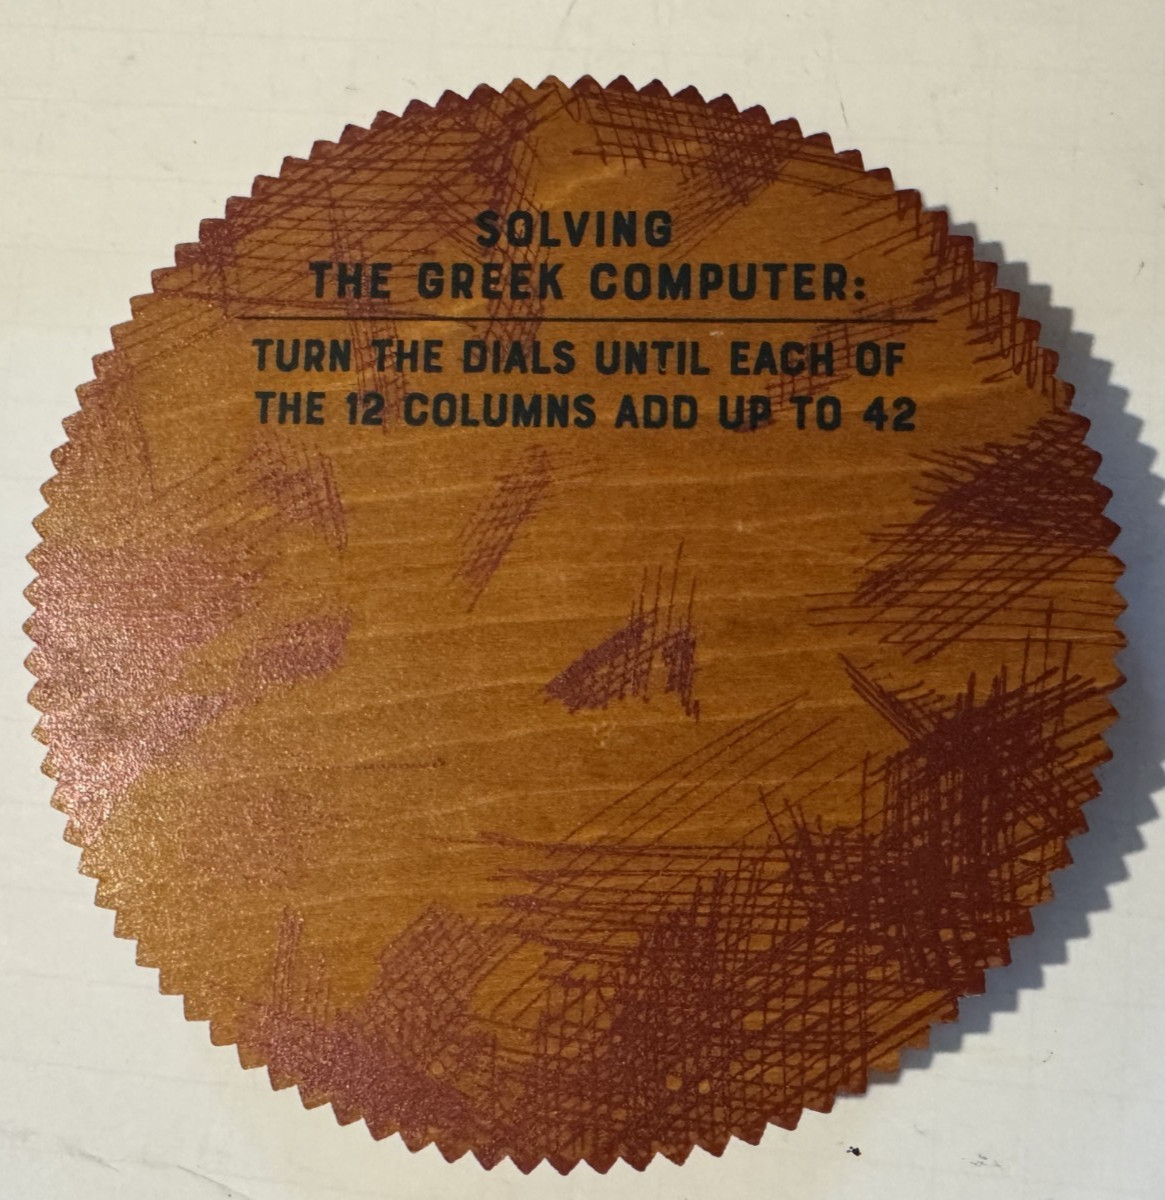 SOLVING
THE GREEK COMPUTER:
TURN THE DIALS UNTIL EACH OF
THE 12 COLUMNS ADD UP TO 42